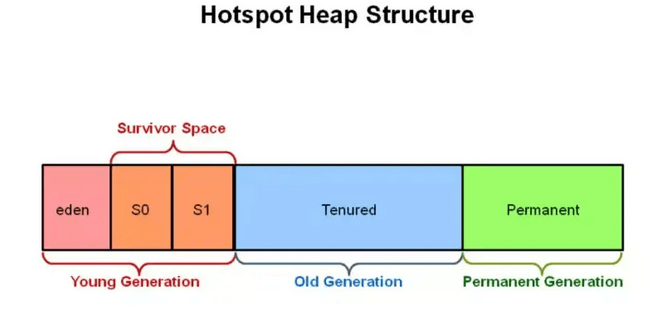 Hotspot Heap Structure
Survivor Space
eden S0 S1 Tenured Permanent
Young Generation Old Generation Permanent Generation